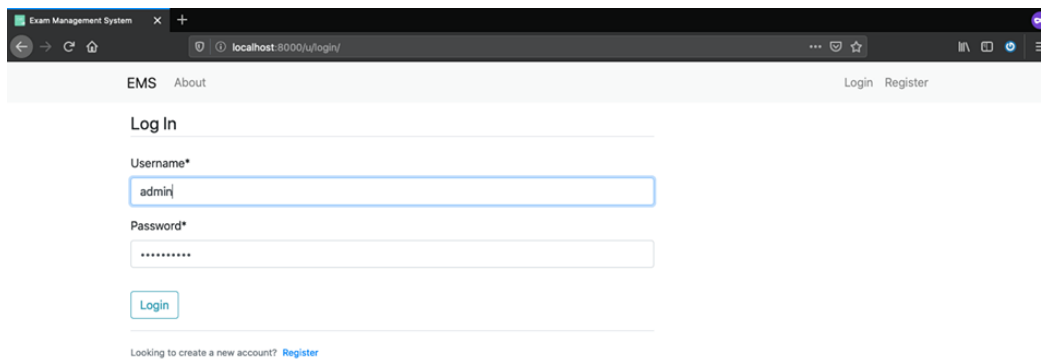 Exam Management System
localhost:8000/u/login/
EMS About Login Register
Log In
Username*
admin
Password*
Login
Looking to create a new account? Register